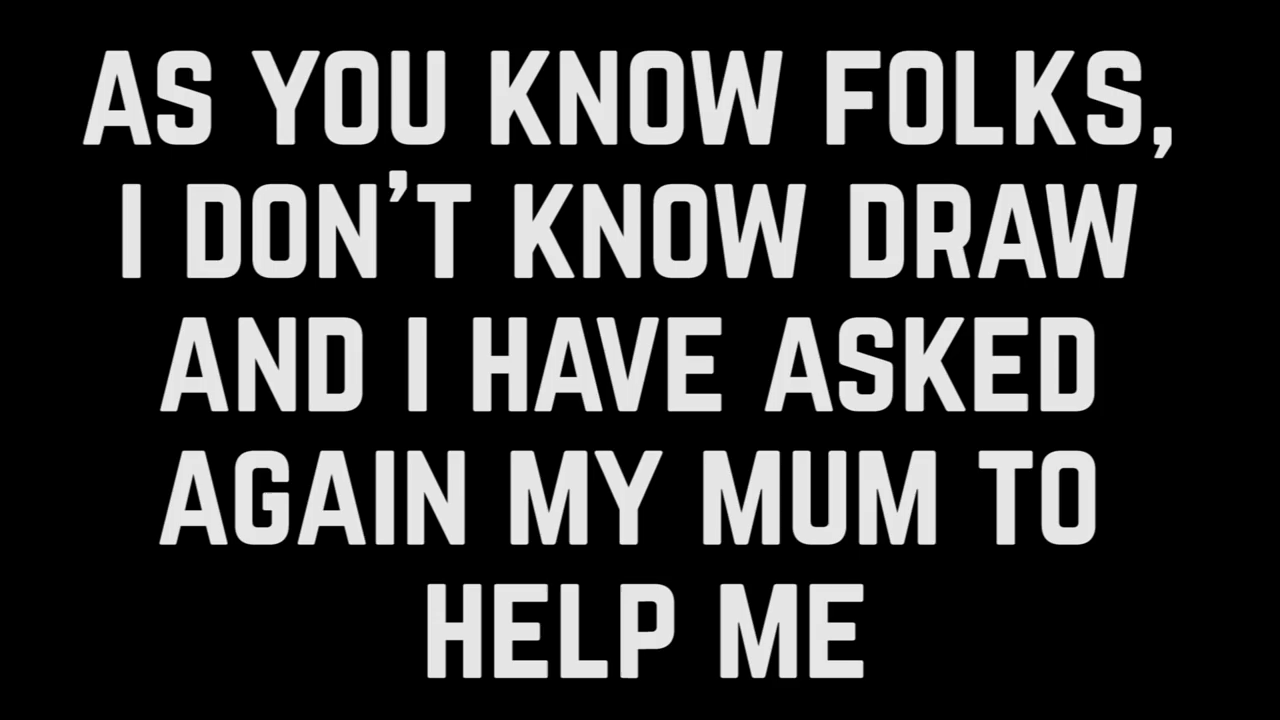 AS YOU KNOW FOLKS,
I DON'T KNOW DRAW
AND I HAVE ASKED
AGAIN MY MUM TO
HELP ME